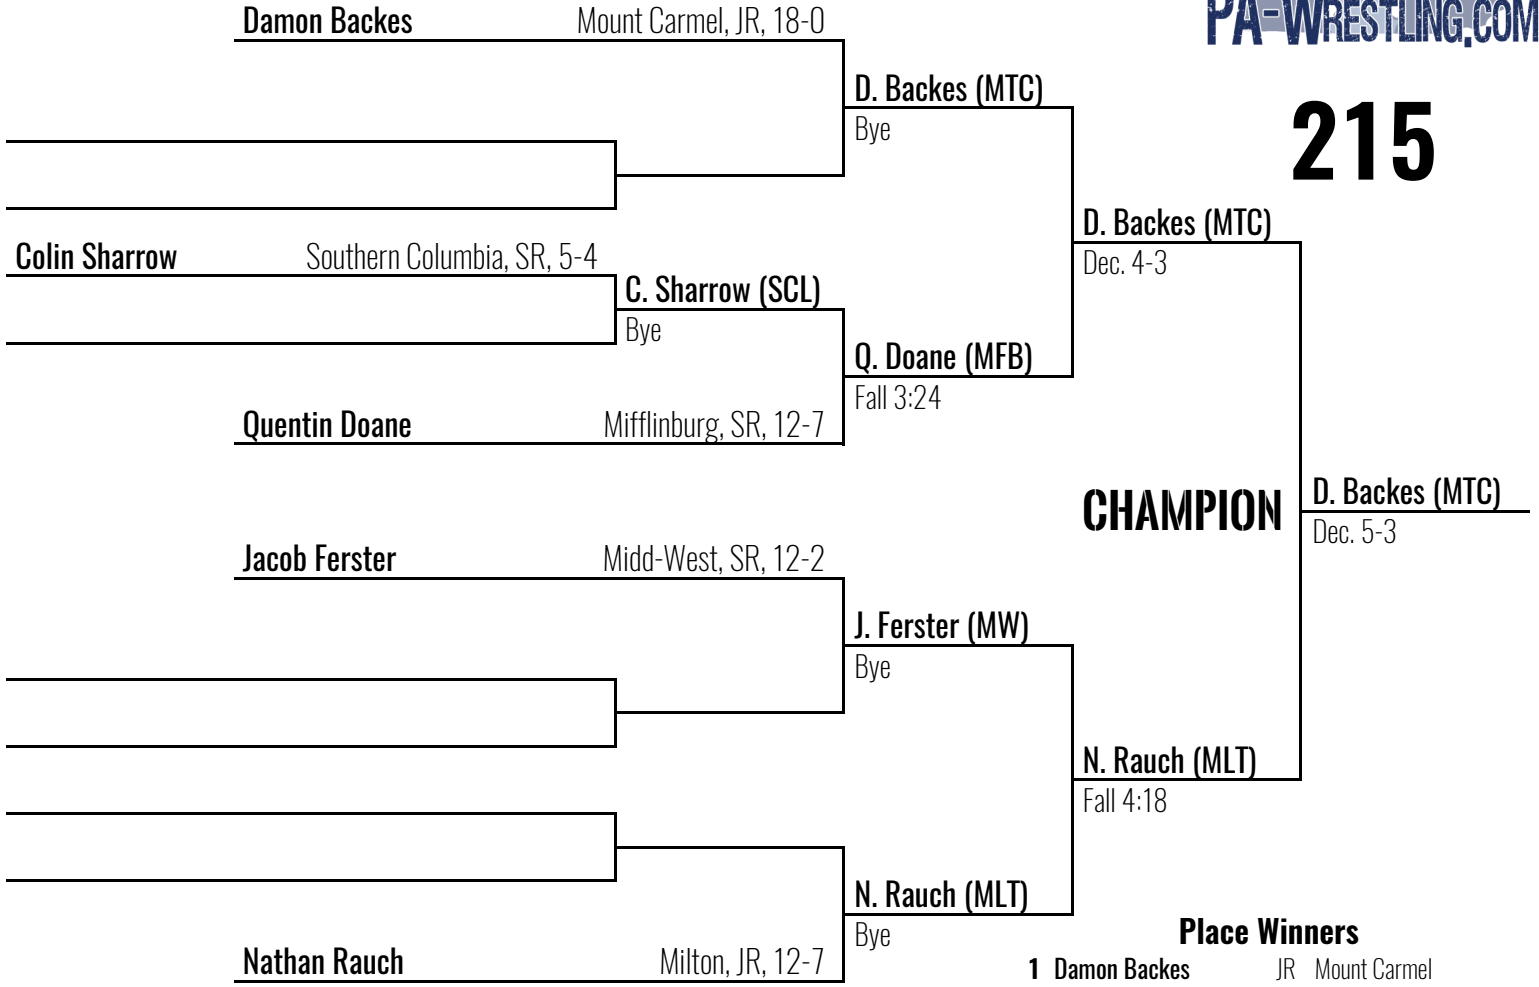 Damon Backes Mount Carmel, JR, 18-0
PA-WRESTLING.COM
D. Backes (MTC)
Bye
215
D. Backes (MTC)
Dec. 4-3
Colin Sharrow Southern Columbia, SR, 5-4
C. Sharrow (SCL)
Bye
Q. Doane (MFB)
Fall 3:24
Quentin Doane Mifflinburg, SR, 12-7
CHAMPION
D. Backes (MTC)
Dec. 5-3
Jacob Ferster Midd-West, SR, 12-2
J. Ferster (MW)
Bye
N. Rauch (MLT)
Fall 4:18
N. Rauch (MLT)
Bye
Nathan Rauch Milton, JR, 12-7
Place Winners
1 Damon Backes JR Mount Carmel